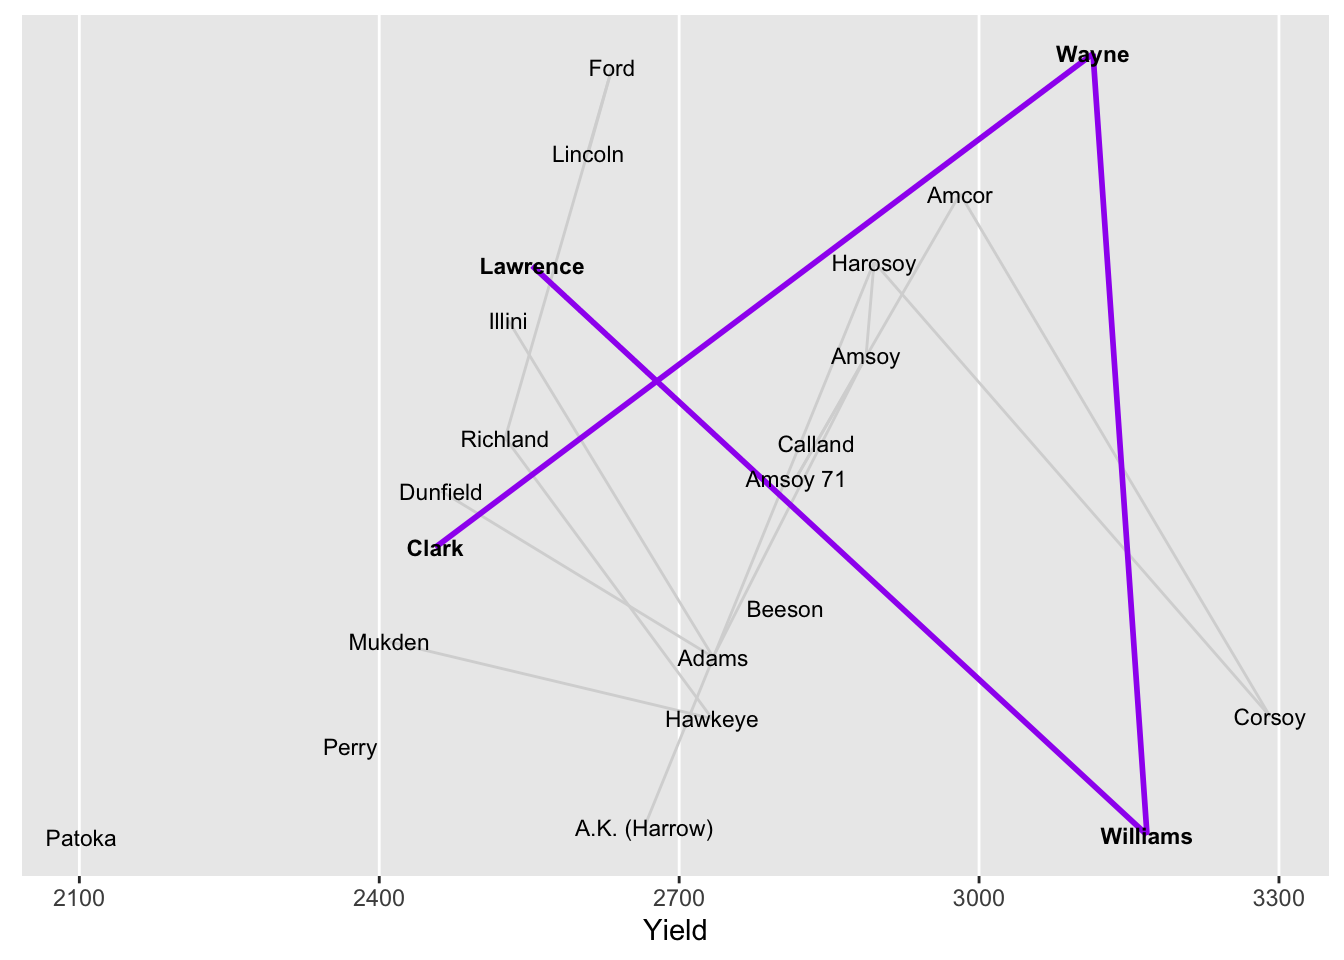 Wayne
Ford
Lincoln
Amcor
Harosoy
Lawrence
Illini
Amsoy
Richland
Calland
Amsoy 71
Dunfield
Clark
Beeson
Mukden
Adams
Corsoy
Hawkeye
Perry
A.K. (Harrow)
Williams
Patoka
2100 2400 2700 3000 3300
Yield